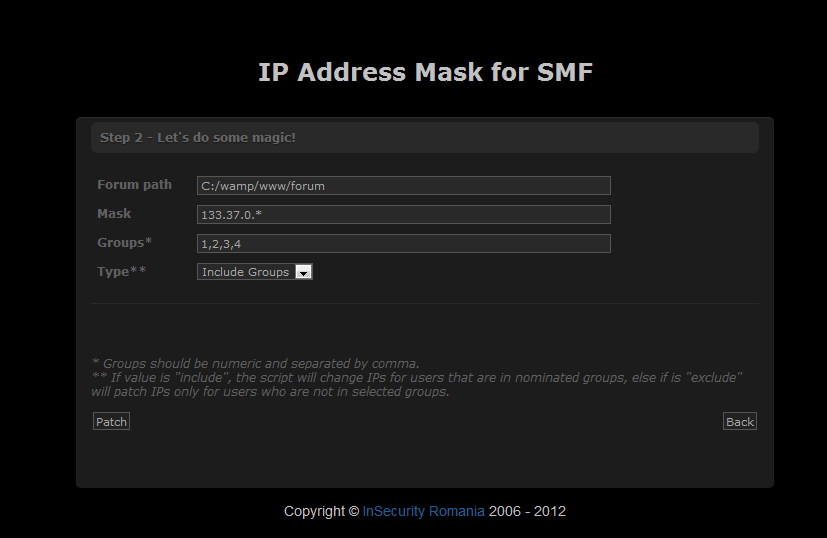 IP Address Mask for SMF
Step 2 - Let's do some magic!
Forum path C:/wamp/www/forum
Mask 133.37.0.*
Groups* 1,2,3,4
Type** Include Groups
* Groups should be numeric and separated by comma.
** If value is "include", the script will change IPs for users that are in nominated groups, else if is "exclude"
will patch IPs only for users who are not in selected groups.
Patch Back
Copyright © InSecurity Romania 2006 - 2012